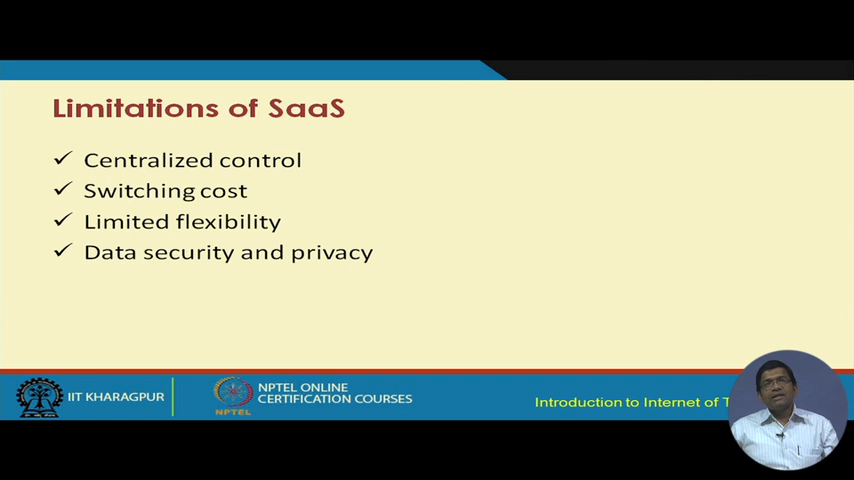 Limitations of SaaS
✓ Centralized control
✓ Switching cost
✓ Limited flexibility
✓ Data security and privacy
IIT KHARAGPUR
NPTEL
NPTEL ONLINE
CERTIFICATION COURSES
Introduction to Internet of